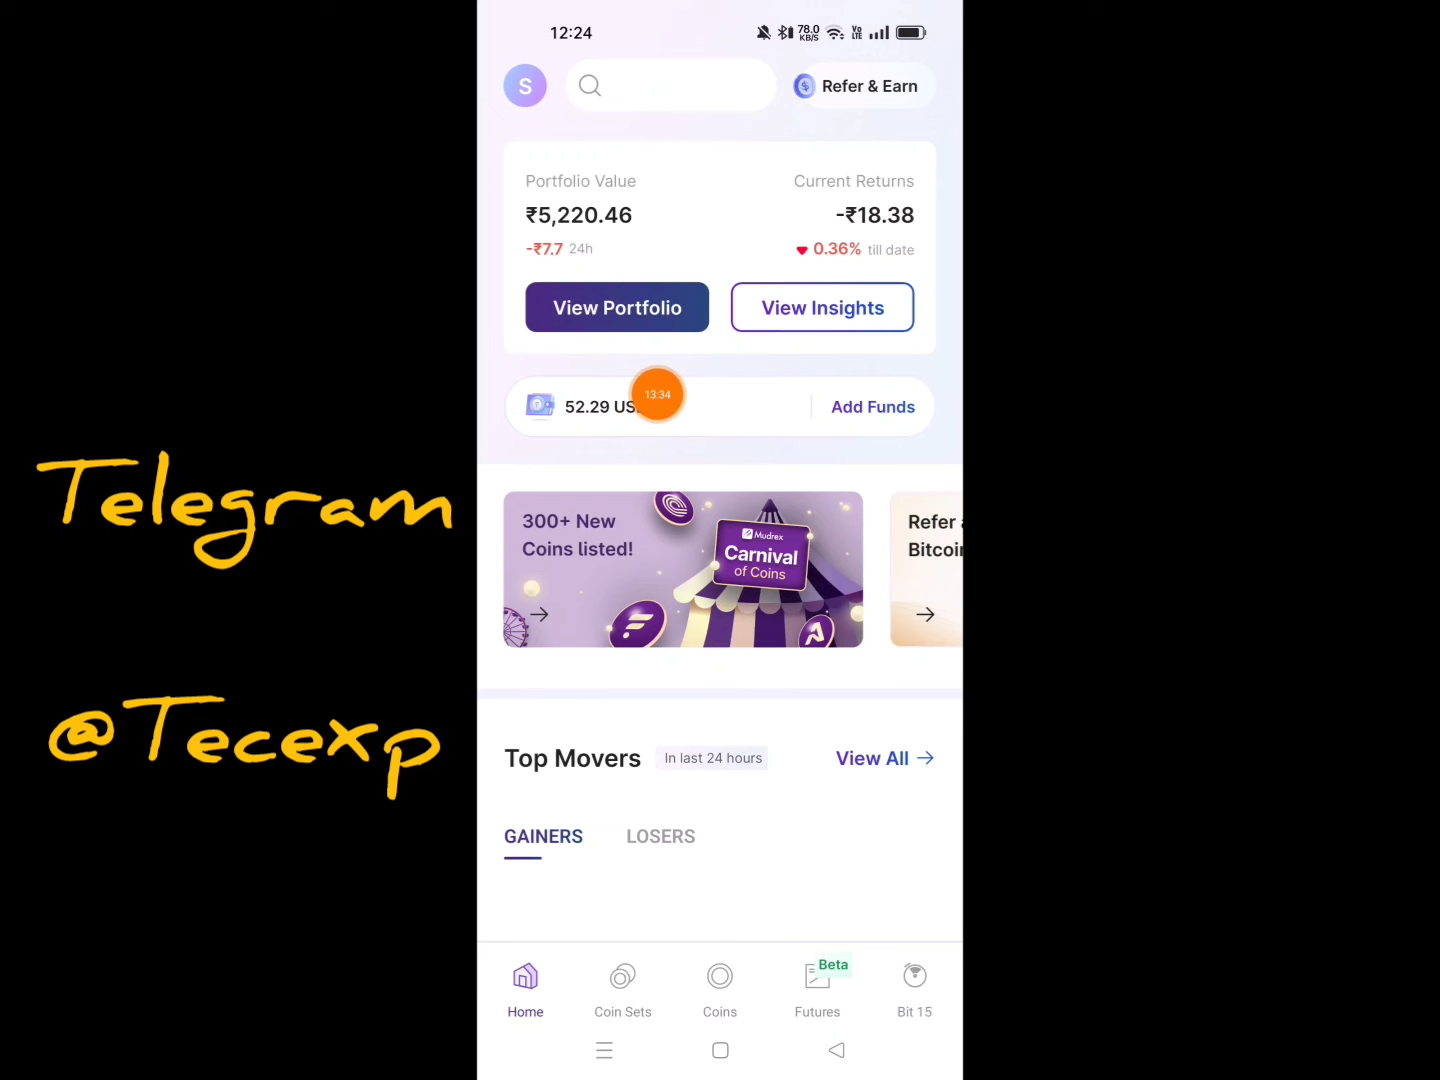 12:24
78.0
KB/S
Vo
LTE
S
Refer & Earn
Portfolio Value
Current Returns
₹5,220.46
-₹18.38
-₹7.7 24h
0.36% till date
View Portfolio
View Insights
52.29
13:34
Add Funds
300+ New
Coins listed!
Mudrex
Carnival
of Coins
Refer
Telegram
@Tecexp
Top Movers
In last 24 hours
View All
GAINERS
LOSERS
Beta
Home
Coin Sets
Coins
Futures
Bit 15